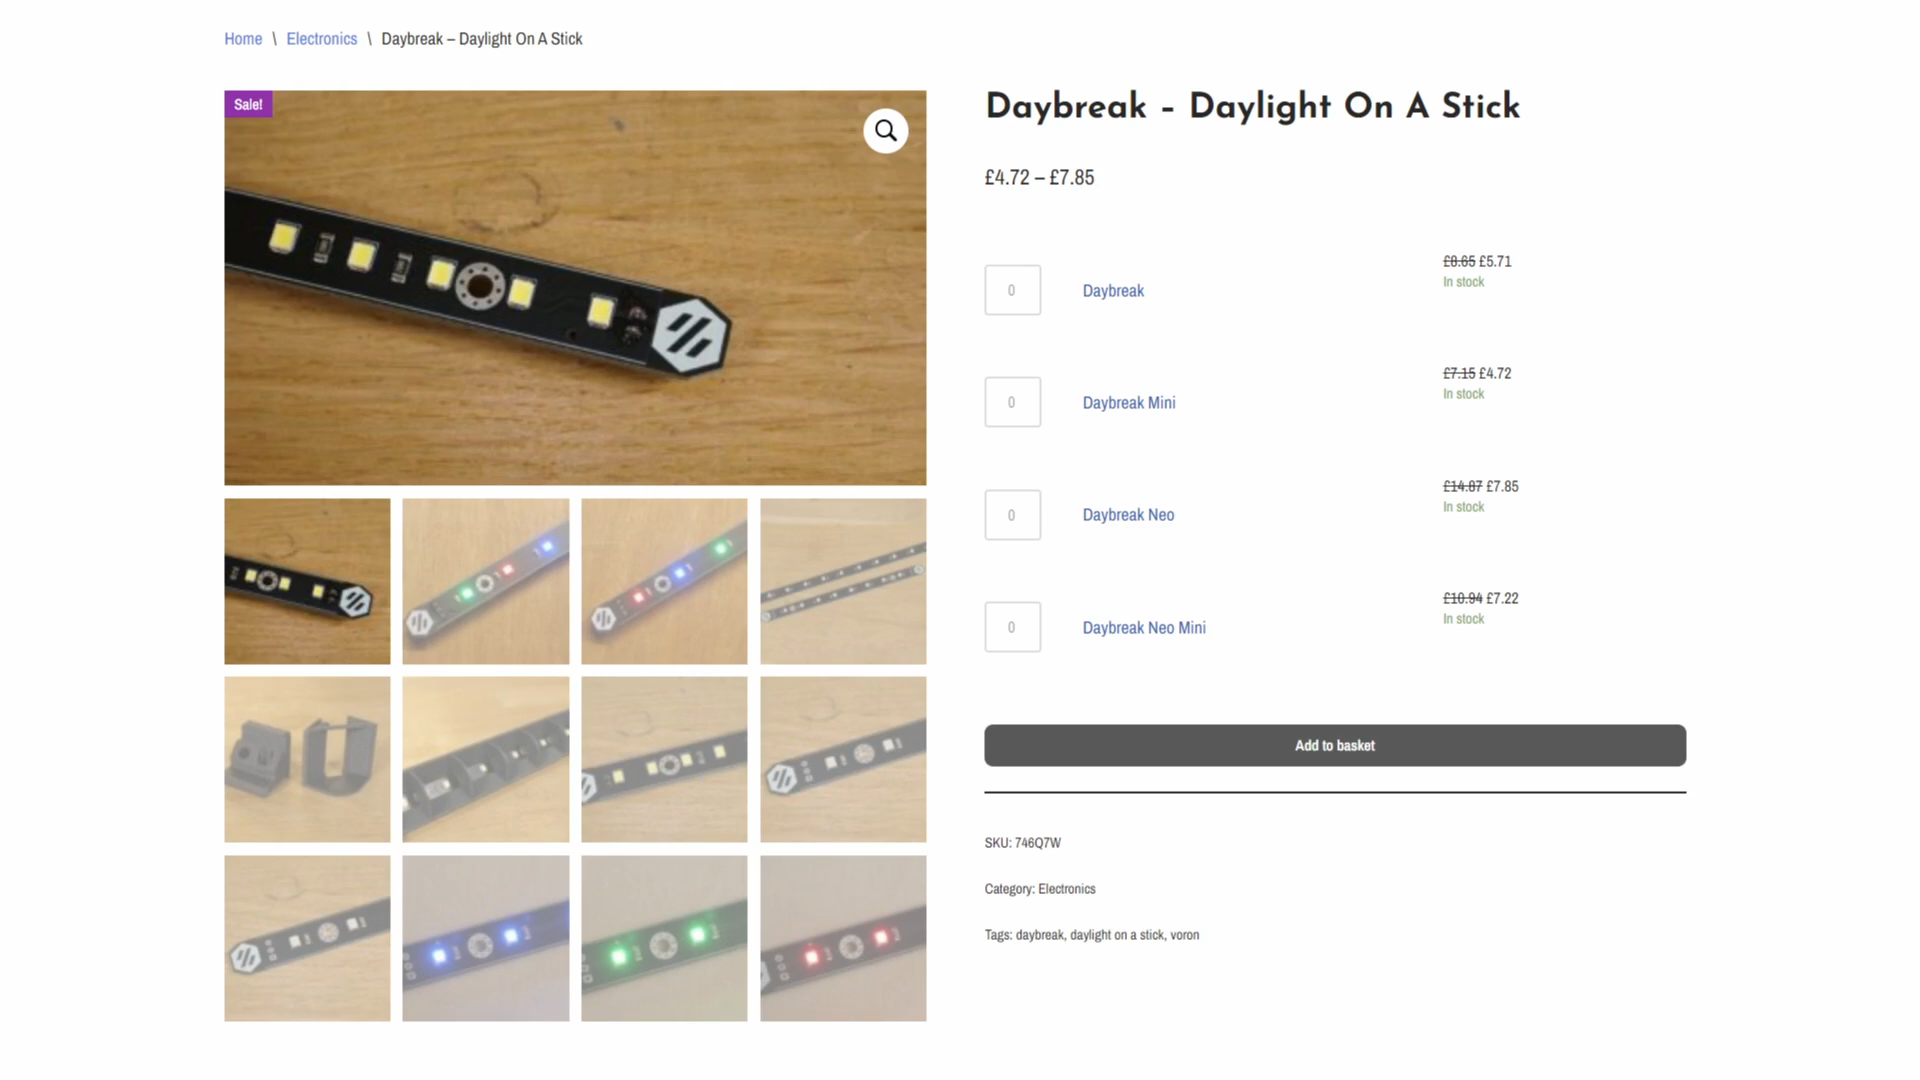 Home \ Electronics \ Daybreak – Daylight On A Stick
Sale!
Daybreak – Daylight On A Stick
£4.72 – £7.85
0 Daybreak £8.65 £5.71
In stock
0 Daybreak Mini £7.15 £4.72
In stock
0 Daybreak Neo £14.87 £7.85
In stock
0 Daybreak Neo Mini £10.94 £7.22
In stock
Add to basket
SKU: 746Q7W
Category: Electronics
Tags: daybreak, daylight on a stick, voron